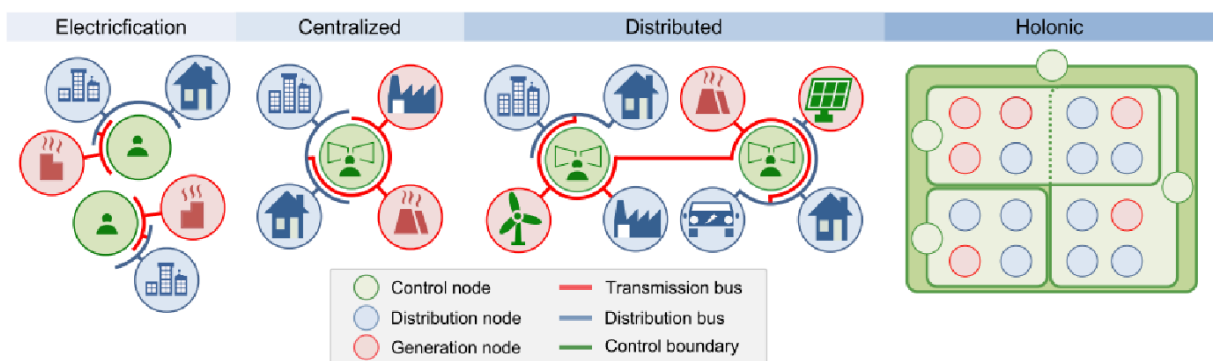 Electricfication
Centralized
Distributed
Holonic
Control node
Transmission bus
Distribution node
Distribution bus
Generation node
Control boundary